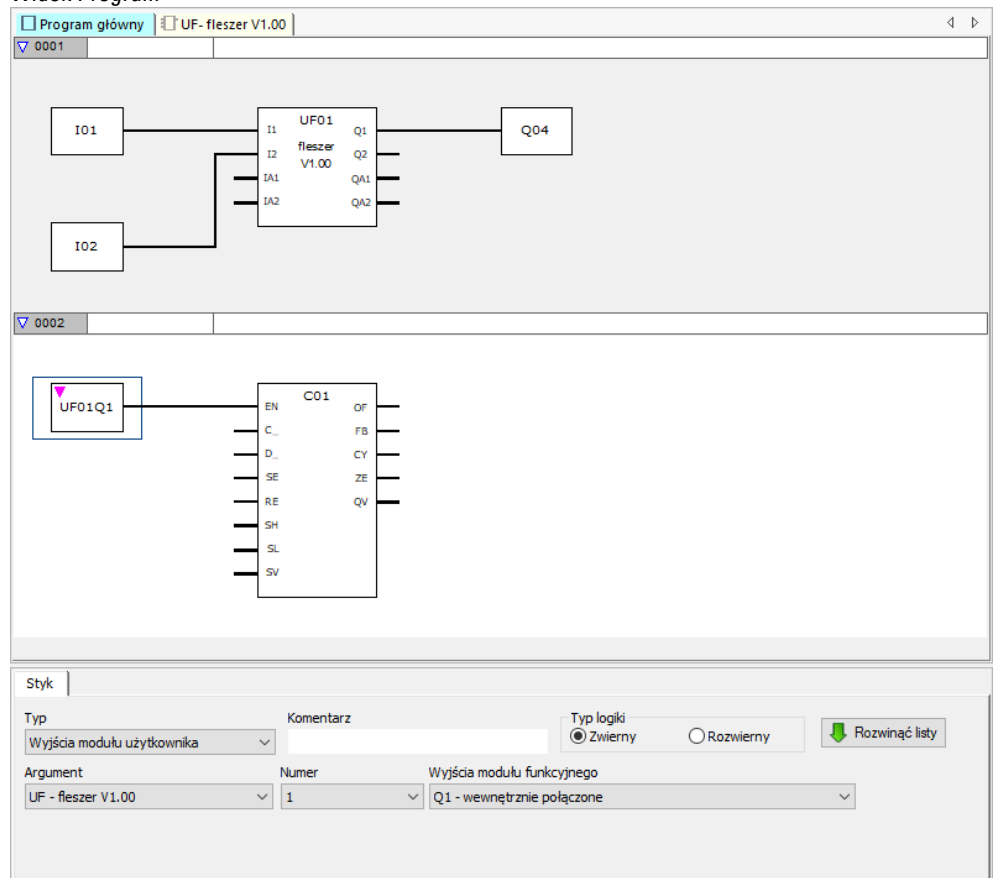 Program główny
UF- fleszer V1.00
0001
I01
UF01
fleszer
V1.00
I1
I2
IA1
IA2
Q1
Q2
QA1
QA2
Q04
I02
0002
UF01Q1
C01
EN
C_
D_
SE
RE
SH
SL
SV
OF
FB
CY
ZE
QV
Styk
Typ
Komentarz
Typ logiki
Wyjścia modułu użytkownika
Zwierny
Rozwierny
Rozwinąć listy
Argument
Numer
Wyjścia modułu funkcyjnego
UF - fleszer V1.00
1
Q1 - wewnętrznie połączone